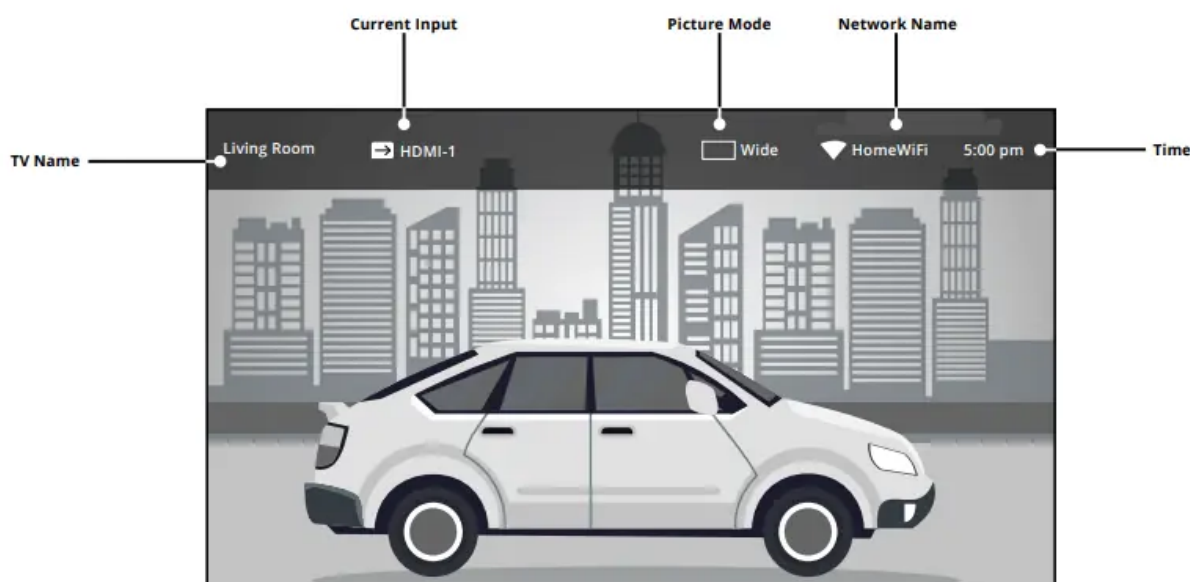 Current Input
Picture Mode
Network Name
TV Name
Living Room
HDMI-1
Wide
HomeWiFi
5:00 pm
Time